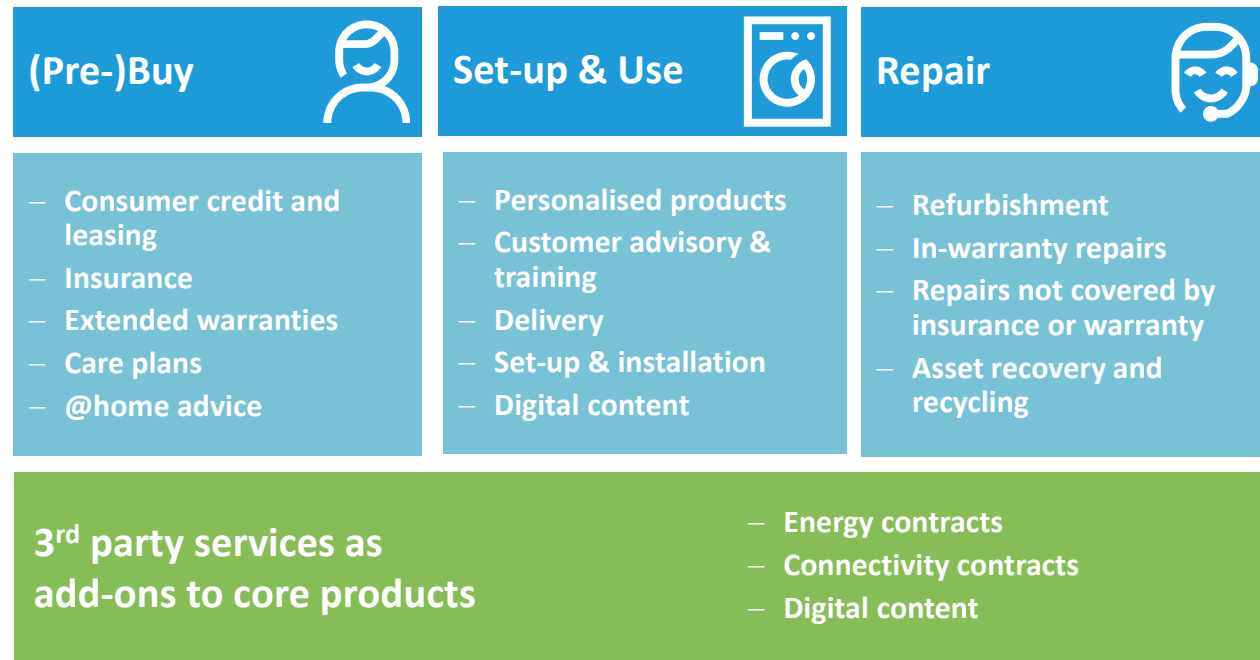 (Pre-)Buy
– Consumer credit and
leasing
– Insurance
– Extended warranties
– Care plans
– @home advice
Set-up & Use
– Personalised products
– Customer advisory &
training
– Delivery
– Set-up & installation
– Digital content
Repair
– Refurbishment
– In-warranty repairs
– Repairs not covered by
insurance or warranty
– Asset recovery and
recycling
3rd party services as
add-ons to core products
– Energy contracts
– Connectivity contracts
– Digital content